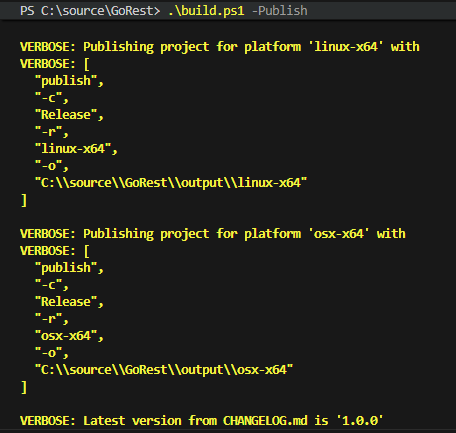 PS C:\source\GoRest> .\build.ps1 -Publish
VERBOSE: Publishing project for platform 'linux-x64' with
VERBOSE: [
  "publish",
  "-c",
  "Release",
  "-r",
  "linux-x64",
  "-o",
  "C:\\source\\GoRest\\output\\linux-x64"
]
VERBOSE: Publishing project for platform 'osx-x64' with
VERBOSE: [
  "publish",
  "-c",
  "Release",
  "-r",
  "osx-x64",
  "-o",
  "C:\\source\\GoRest\\output\\osx-x64"
]
VERBOSE: Latest version from CHANGELOG.md is '1.0.0'